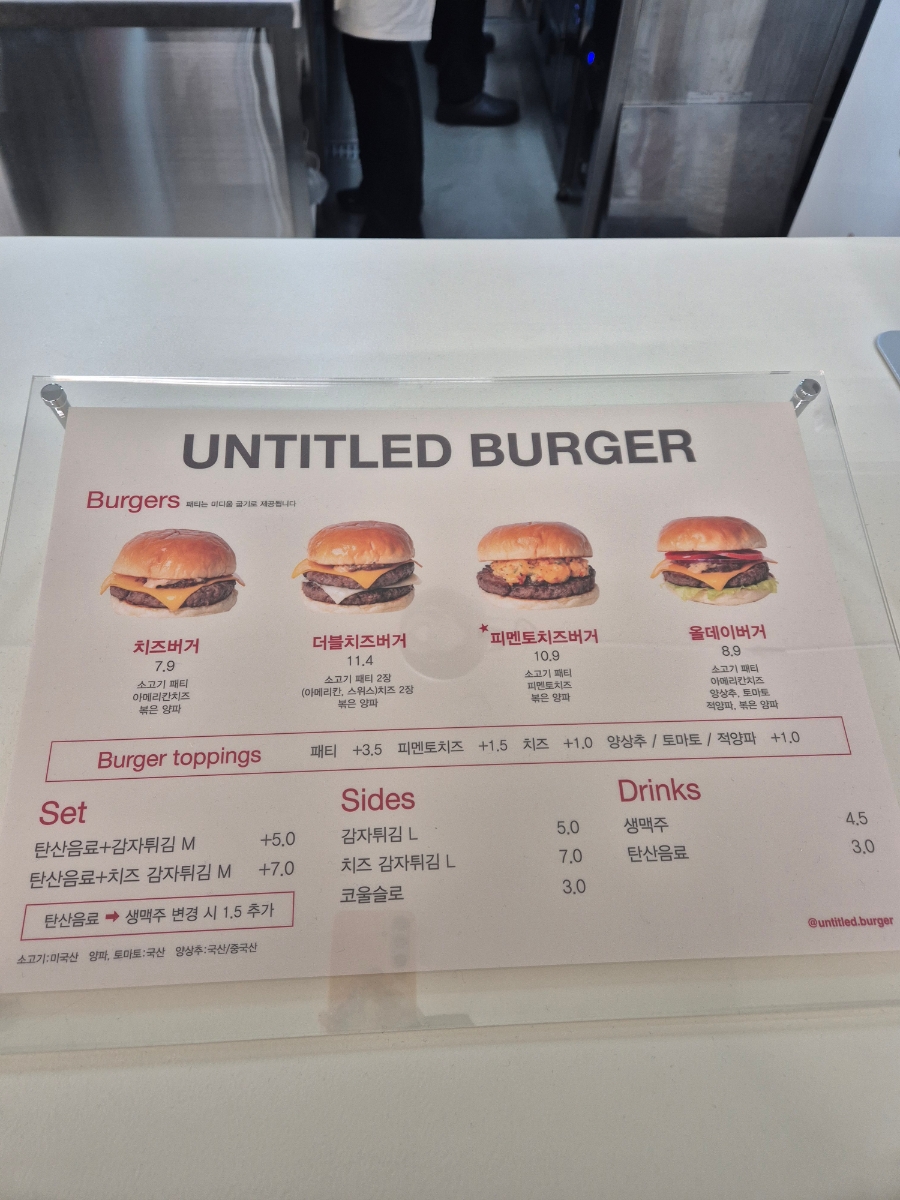 UNTITLED BURGER
Burgers 패티는 미디움 굽기로 제공됩니다
치즈버거
7.9
소고기 패티
아메리칸치즈
볶은 양파
더블치즈버거
11.4
소고기 패티 2장
(아메리칸, 스위스)치즈 2장
볶은 양파
★피멘토치즈버거
10.9
소고기 패티
피멘토치즈
볶은 양파
올데이버거
8.9
소고기 패티
아메리칸치즈
양상추, 토마토
적양파, 볶은 양파
Burger toppings 패티 +3.5 피멘토치즈 +1.5 치즈 +1.0 양상추 / 토마토 / 적양파 +1.0
Set
탄산음료+감자튀김 M +5.0
탄산음료+치즈 감자튀김 M +7.0
탄산음료 ➡ 생맥주 변경 시 1.5 추가
소고기:미국산 양파, 토마토:국산 양상추:국산/중국산
Sides
감자튀김 L 5.0
치즈 감자튀김 L 7.0
코울슬로 3.0
Drinks
생맥주 4.5
탄산음료 3.0
@untitled.burger